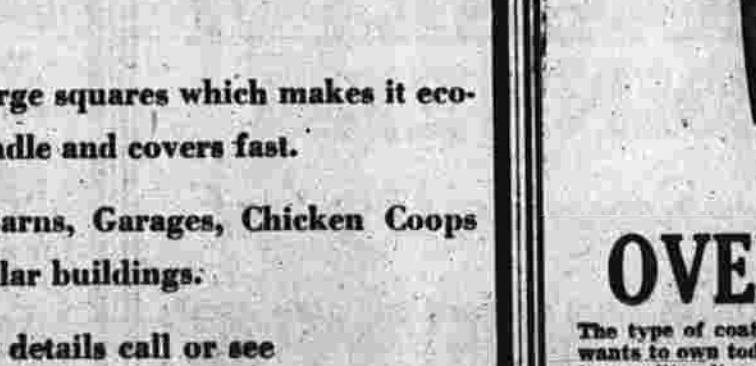 rge squares which makes it eco-
dle and covers fast.
arns, Garages, Chicken Coops
lar buildings.
details call or see
OVE
The type of coat
wants to own tod